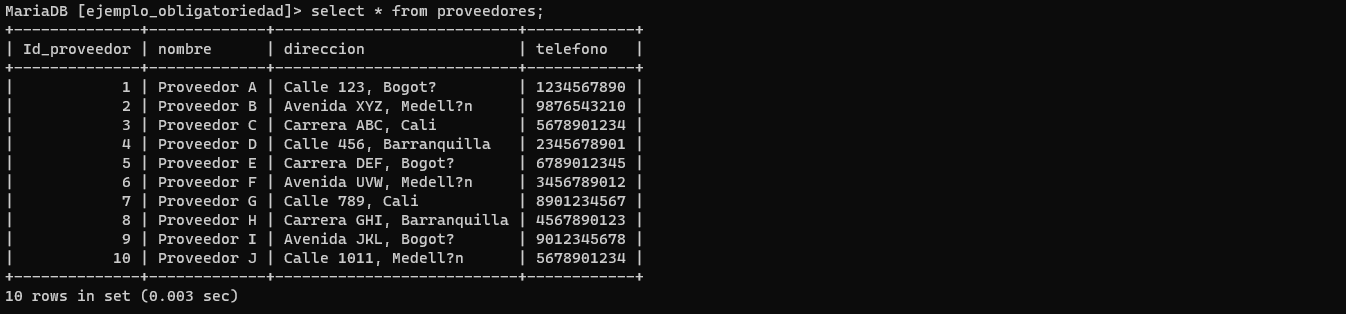 MariaDB [ejemplo_obligatoriedad]> select * from proveedores;
+--------------+-------------+---------------------------+------------+
| Id_proveedor | nombre      | direccion                 | telefono   |
+--------------+-------------+---------------------------+------------+
|            1 | Proveedor A | Calle 123, Bogot?         | 1234567890 |
|            2 | Proveedor B | Avenida XYZ, Medell?n     | 9876543210 |
|            3 | Proveedor C | Carrera ABC, Cali         | 5678901234 |
|            4 | Proveedor D | Calle 456, Barranquilla   | 2345678901 |
|            5 | Proveedor E | Carrera DEF, Bogot?       | 6789012345 |
|            6 | Proveedor F | Avenida UVW, Medell?n     | 3456789012 |
|            7 | Proveedor G | Calle 789, Cali           | 8901234567 |
|            8 | Proveedor H | Carrera GHI, Barranquilla | 4567890123 |
|            9 | Proveedor I | Avenida JKL, Bogot?       | 9012345678 |
|           10 | Proveedor J | Calle 1011, Medell?n      | 5678901234 |
+--------------+-------------+---------------------------+------------+
10 rows in set (0.003 sec)